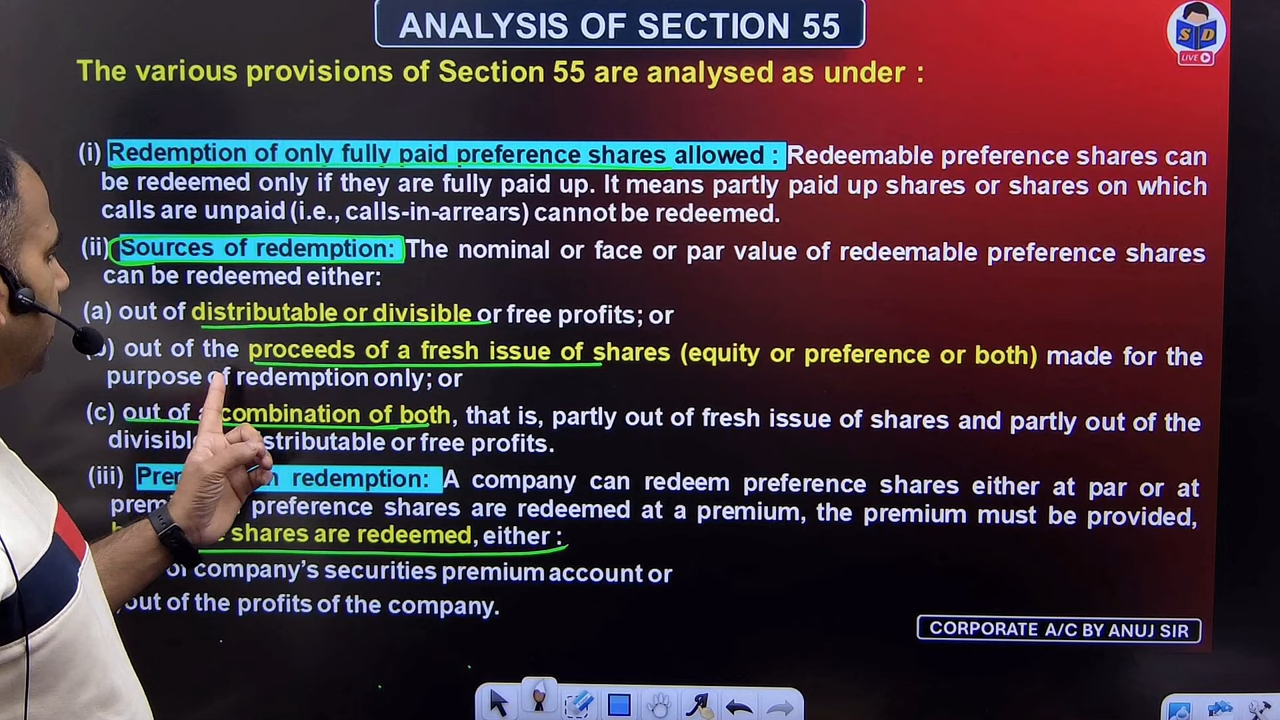 ANALYSIS OF SECTION 55
S D
LIVE
The various provisions of Section 55 are analysed as under :
(i) Redemption of only fully paid preference shares allowed : Redeemable preference shares can
be redeemed only if they are fully paid up. It means partly paid up shares or shares on which
calls are unpaid (i.e., calls-in-arrears) cannot be redeemed.
(ii) Sources of redemption: The nominal or face or par value of redeemable preference shares
can be redeemed either:
(a) out of distributable or divisible or free profits; or
out of the proceeds of a fresh issue of shares (equity or preference or both) made for the
purpose of redemption only; or
(c) out of a combination of both, that is, partly out of fresh issue of shares and partly out of the
distributable or free profits.
(iii) redemption: A company can redeem preference shares either at par or at
preference shares are redeemed at a premium, the premium must be provided,
shares are redeemed, either :
of company's securities premium account or
out of the profits of the company.
CORPORATE A/C BY ANUJ SIR